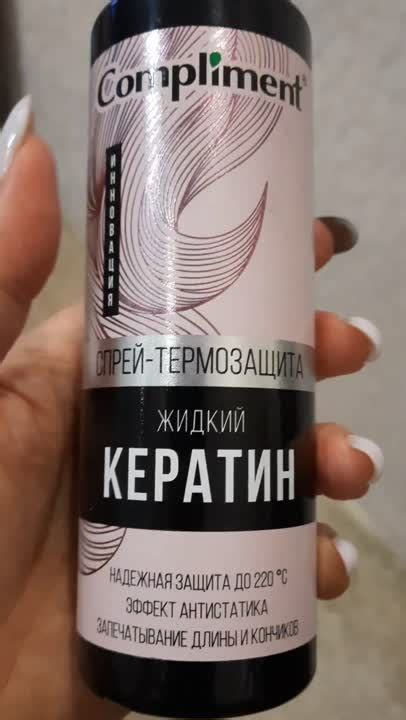 Compliment®
ИННОВАЦИЯ
СПРЕЙ-ТЕРМОЗАЩИТА
ЖИДКИЙ
КЕРАТИН
НАДЕЖНАЯ ЗАЩИТА ДО 220 °C
ЭФФЕКТ АНТИСТАТИКА
ЗАПЕЧАТЫВАНИЕ ДЛИНЫ И КОНЧИКОВ